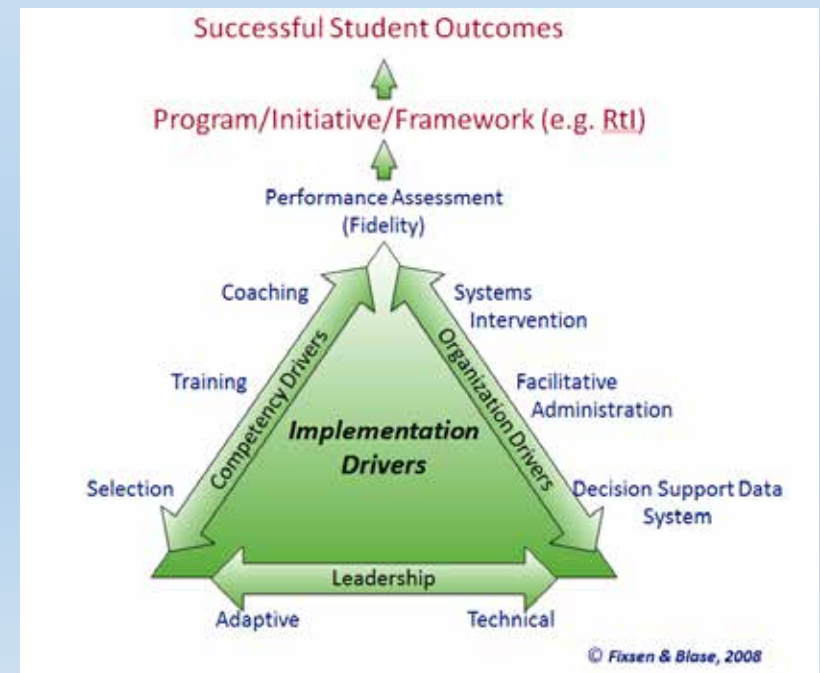 Successful Student Outcomes
Program/Initiative/Framework (e.g. RtI)
Performance Assessment
(Fidelity)
Coaching
Training
Selection
Competency Drivers
Systems
Intervention
Facilitative
Administration
Decision Support Data
System
Organization Drivers
Implementation
Drivers
Leadership
Adaptive
Technical
© Fixsen & Blase, 2008